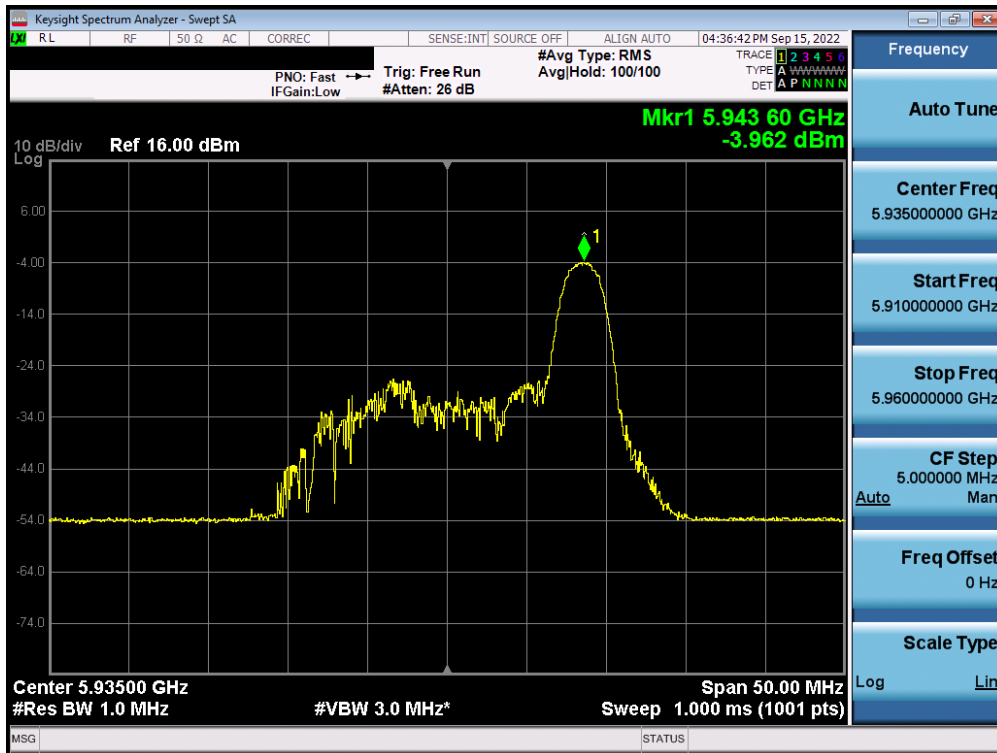 Keysight Spectrum Analyzer - Swept SA
LXI RL RF 50 Ω AC CORREC SENSE:INT SOURCE OFF ALIGN AUTO 04:36:42 PM Sep 15, 2022
#Avg Type: RMS TRACE 1 2 3 4 5 6
PNO: Fast Trig: Free Run Avg|Hold: 100/100 TYPE A WWWWW
IFGain:Low #Atten: 26 dB DET A P N N N N
Mkr1 5.943 60 GHz
-3.962 dBm
10 dB/div Ref 16.00 dBm
Log
1
6.00
-4.00
-14.0
-24.0
-34.0
-44.0
-54.0
-64.0
-74.0
Center 5.93500 GHz Span 50.00 MHz
#Res BW 1.0 MHz #VBW 3.0 MHz* Sweep 1.000 ms (1001 pts)
MSG STATUS
Frequency
Auto Tune
Center Freq
5.935000000 GHz
Start Freq
5.910000000 GHz
Stop Freq
5.960000000 GHz
CF Step
5.000000 MHz
Auto Man
Freq Offset
0 Hz
Scale Type
Log Lin